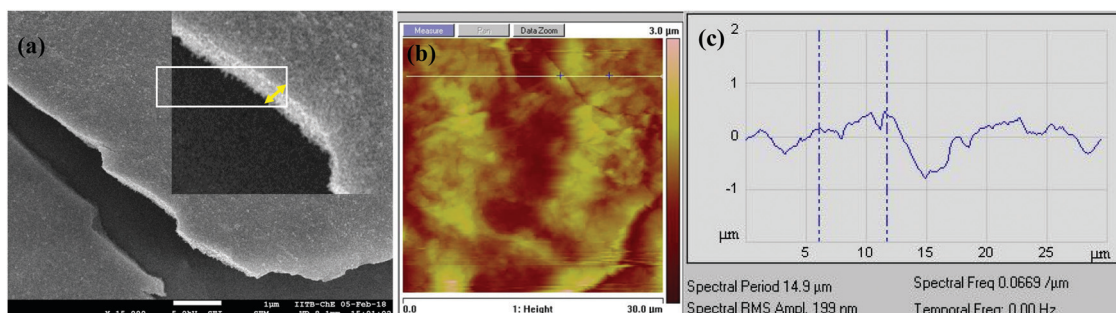 (a)
1µm IITB-ChE 05-Feb-18
(b)
Measure Pan Data Zoom 3.0 µm
0.0 1: Height 30.0 µm
(c)
2
1
0
-1
µm
5 10 15 20 25
µm
Spectral Period 14.9 µm Spectral Freq 0.0669 /µm
Spectral RMS Ampl. 199 nm Temporal Freq: 0.00 Hz